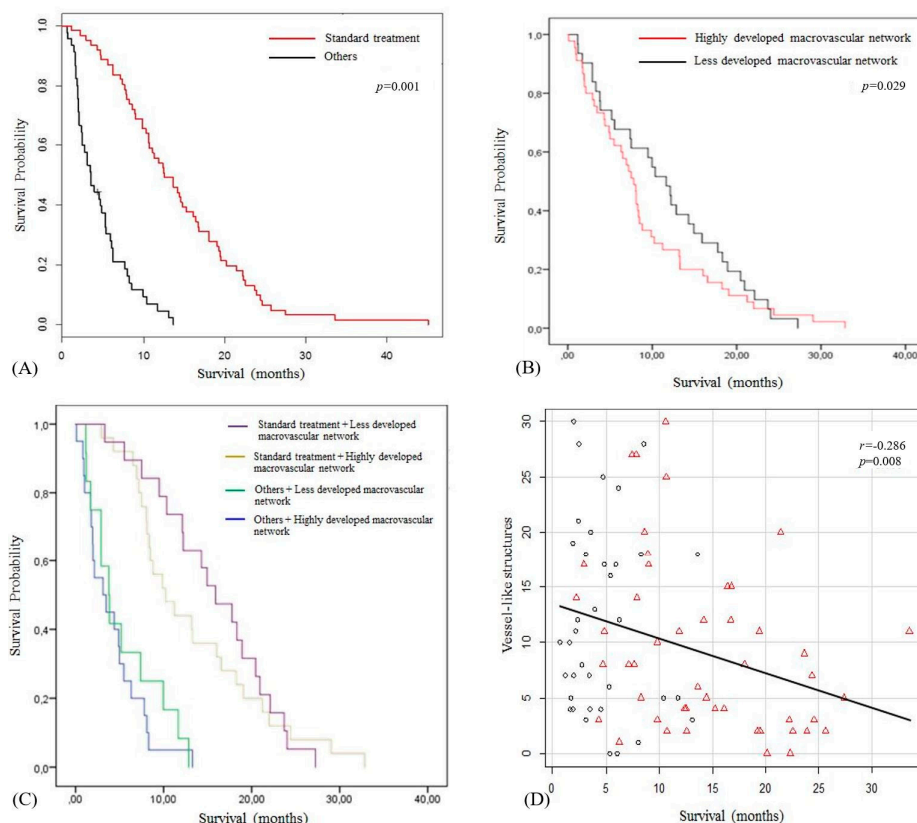 Standard treatment
Others
p=0.001
Survival Probability
1.0
0.8
0.6
0.4
0.2
0.0
0
10
20
30
40
Survival (months)
(A)
Highly developed macrovascular network
Less developed macrovascular network
p=0.029
Survival Probability
1,0
0,8
0,6
0,4
0,2
0,0
,00
10,00
20,00
30,00
40,00
Survival (months)
(B)
Standard treatment + Less developed
macrovascular network
Standard treatment + Highly developed
macrovascular network
Others + Less developed macrovascular
network
Others + Highly developed macrovascular
network
Survival Probability
1,0
0,8
0,6
0,4
0,2
0,0
,00
10,00
20,00
30,00
40,00
Survival (months)
(C)
r=-0.286
p=0.008
Vessel-like structures
30
25
20
15
10
5
0
0
5
10
15
20
25
30
Survival (months)
(D)